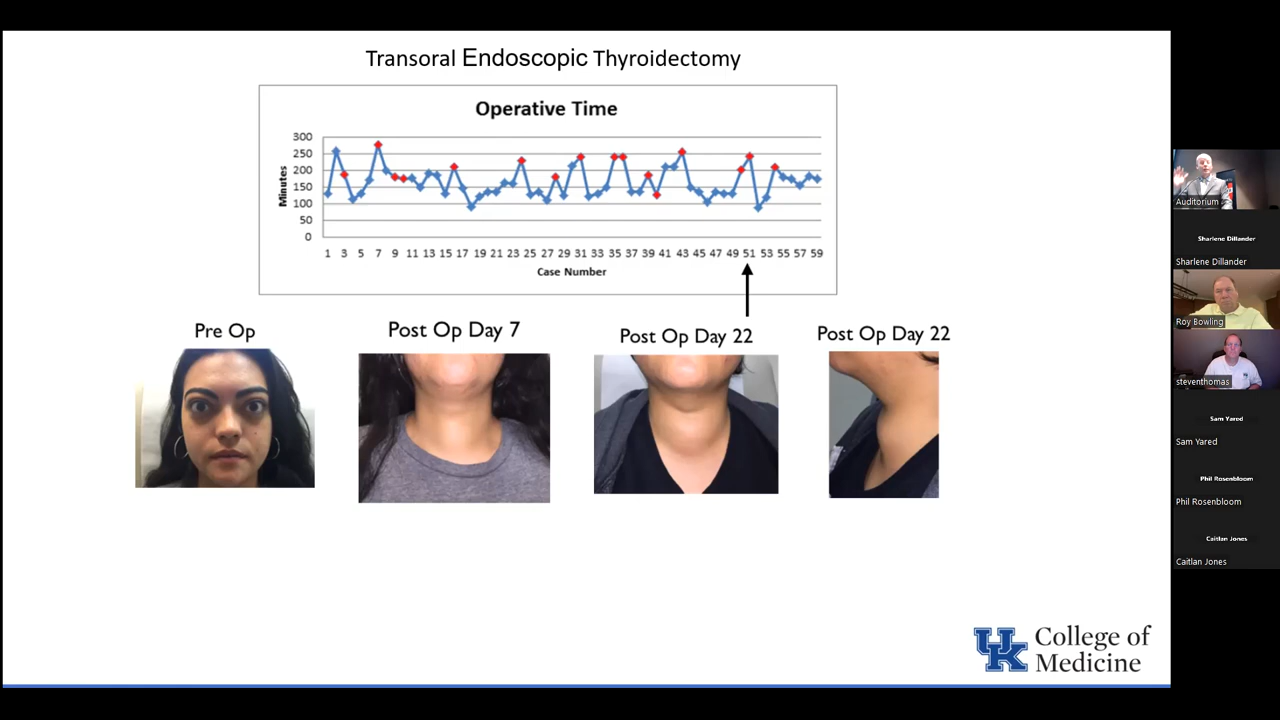 Transoral Endoscopic Thyroidectomy
Operative Time
300
250
200
150
100
50
0
Minutes
1 3 5 7 9 11 13 15 17 19 21 23 25 27 29 31 33 35 37 39 41 43 45 47 49 51 53 55 57 59
Case Number
Pre Op
Post Op Day 7
Post Op Day 22
Post Op Day 22
UK College of
Medicine
Auditorium
Sharlene Dillander
Sharlene Dillander
Roy Bowling
steventhomas
Sam Yared
Sam Yared
Phil Rosenbloom
Phil Rosenbloom
Caitlan Jones
Caitlan Jones